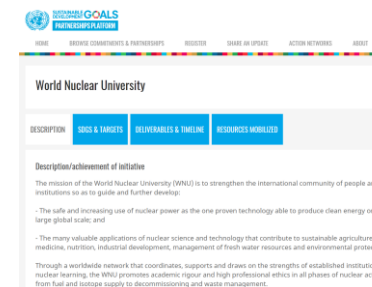 SUSTAINABLE DEVELOPMENT GOALS
PARTNERSHIPS PLATFORM
HOME BROWSE COMMITMENTS & PARTNERSHIPS REGISTER SHARE AN UPDATE ACTION NETWORKS ABOUT
World Nuclear University
DESCRIPTION SDGS & TARGETS DELIVERABLES & TIMELINE RESOURCES MOBILIZED
Description/achievement of initiative
The mission of the World Nuclear University (WNU) is to strengthen the international community of people a
institutions so as to guide and further develop:
- The safe and increasing use of nuclear power as the one proven technology able to produce clean energy o
large global scale; and
- The many valuable applications of nuclear science and technology that contribute to sustainable agriculture
medicine, nutrition, industrial development, management of fresh water resources and environmental prote
Through a worldwide network that coordinates, supports and draws on the strengths of established instituti
nuclear learning, the WNU promotes academic rigour and high professional ethics in all phases of nuclear ac
from fuel and isotope supply to decommissioning and waste management.